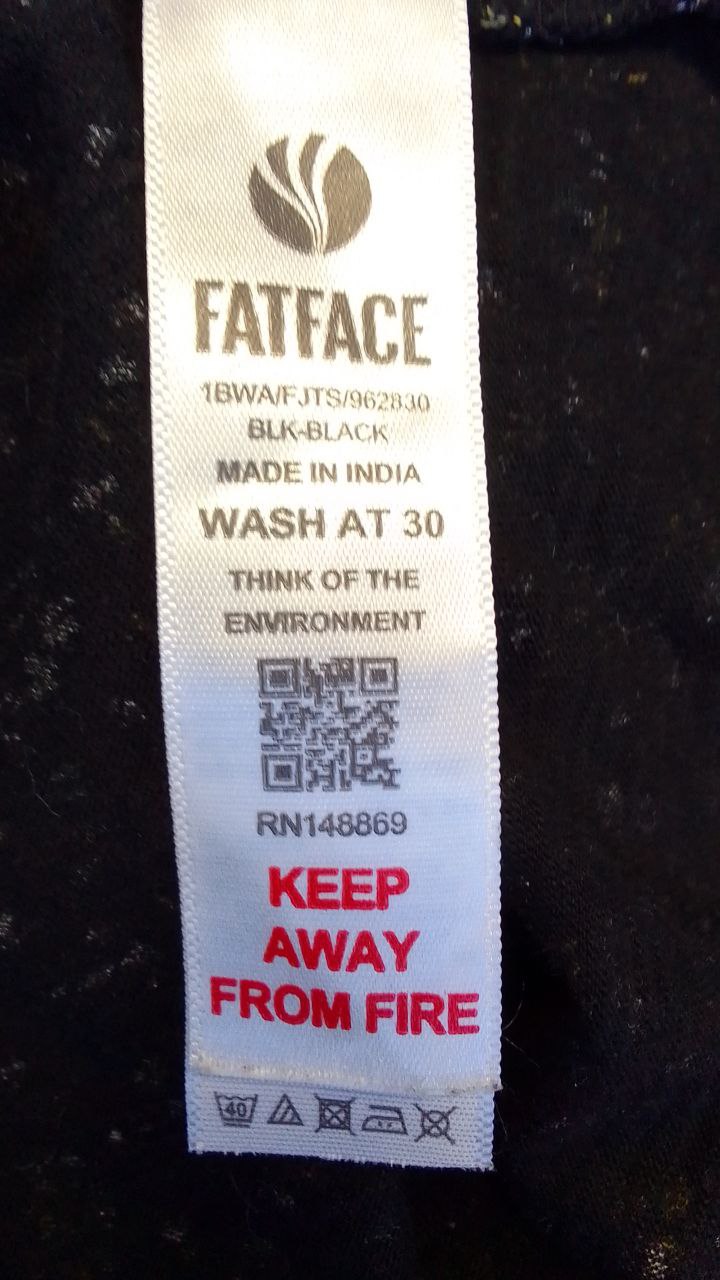 FATFACE
1BWA/FJTS/962830
BLK-BLACK
MADE IN INDIA
WASH AT 30
THINK OF THE
ENVIRONMENT
RN148869
KEEP
AWAY
FROM FIRE
40